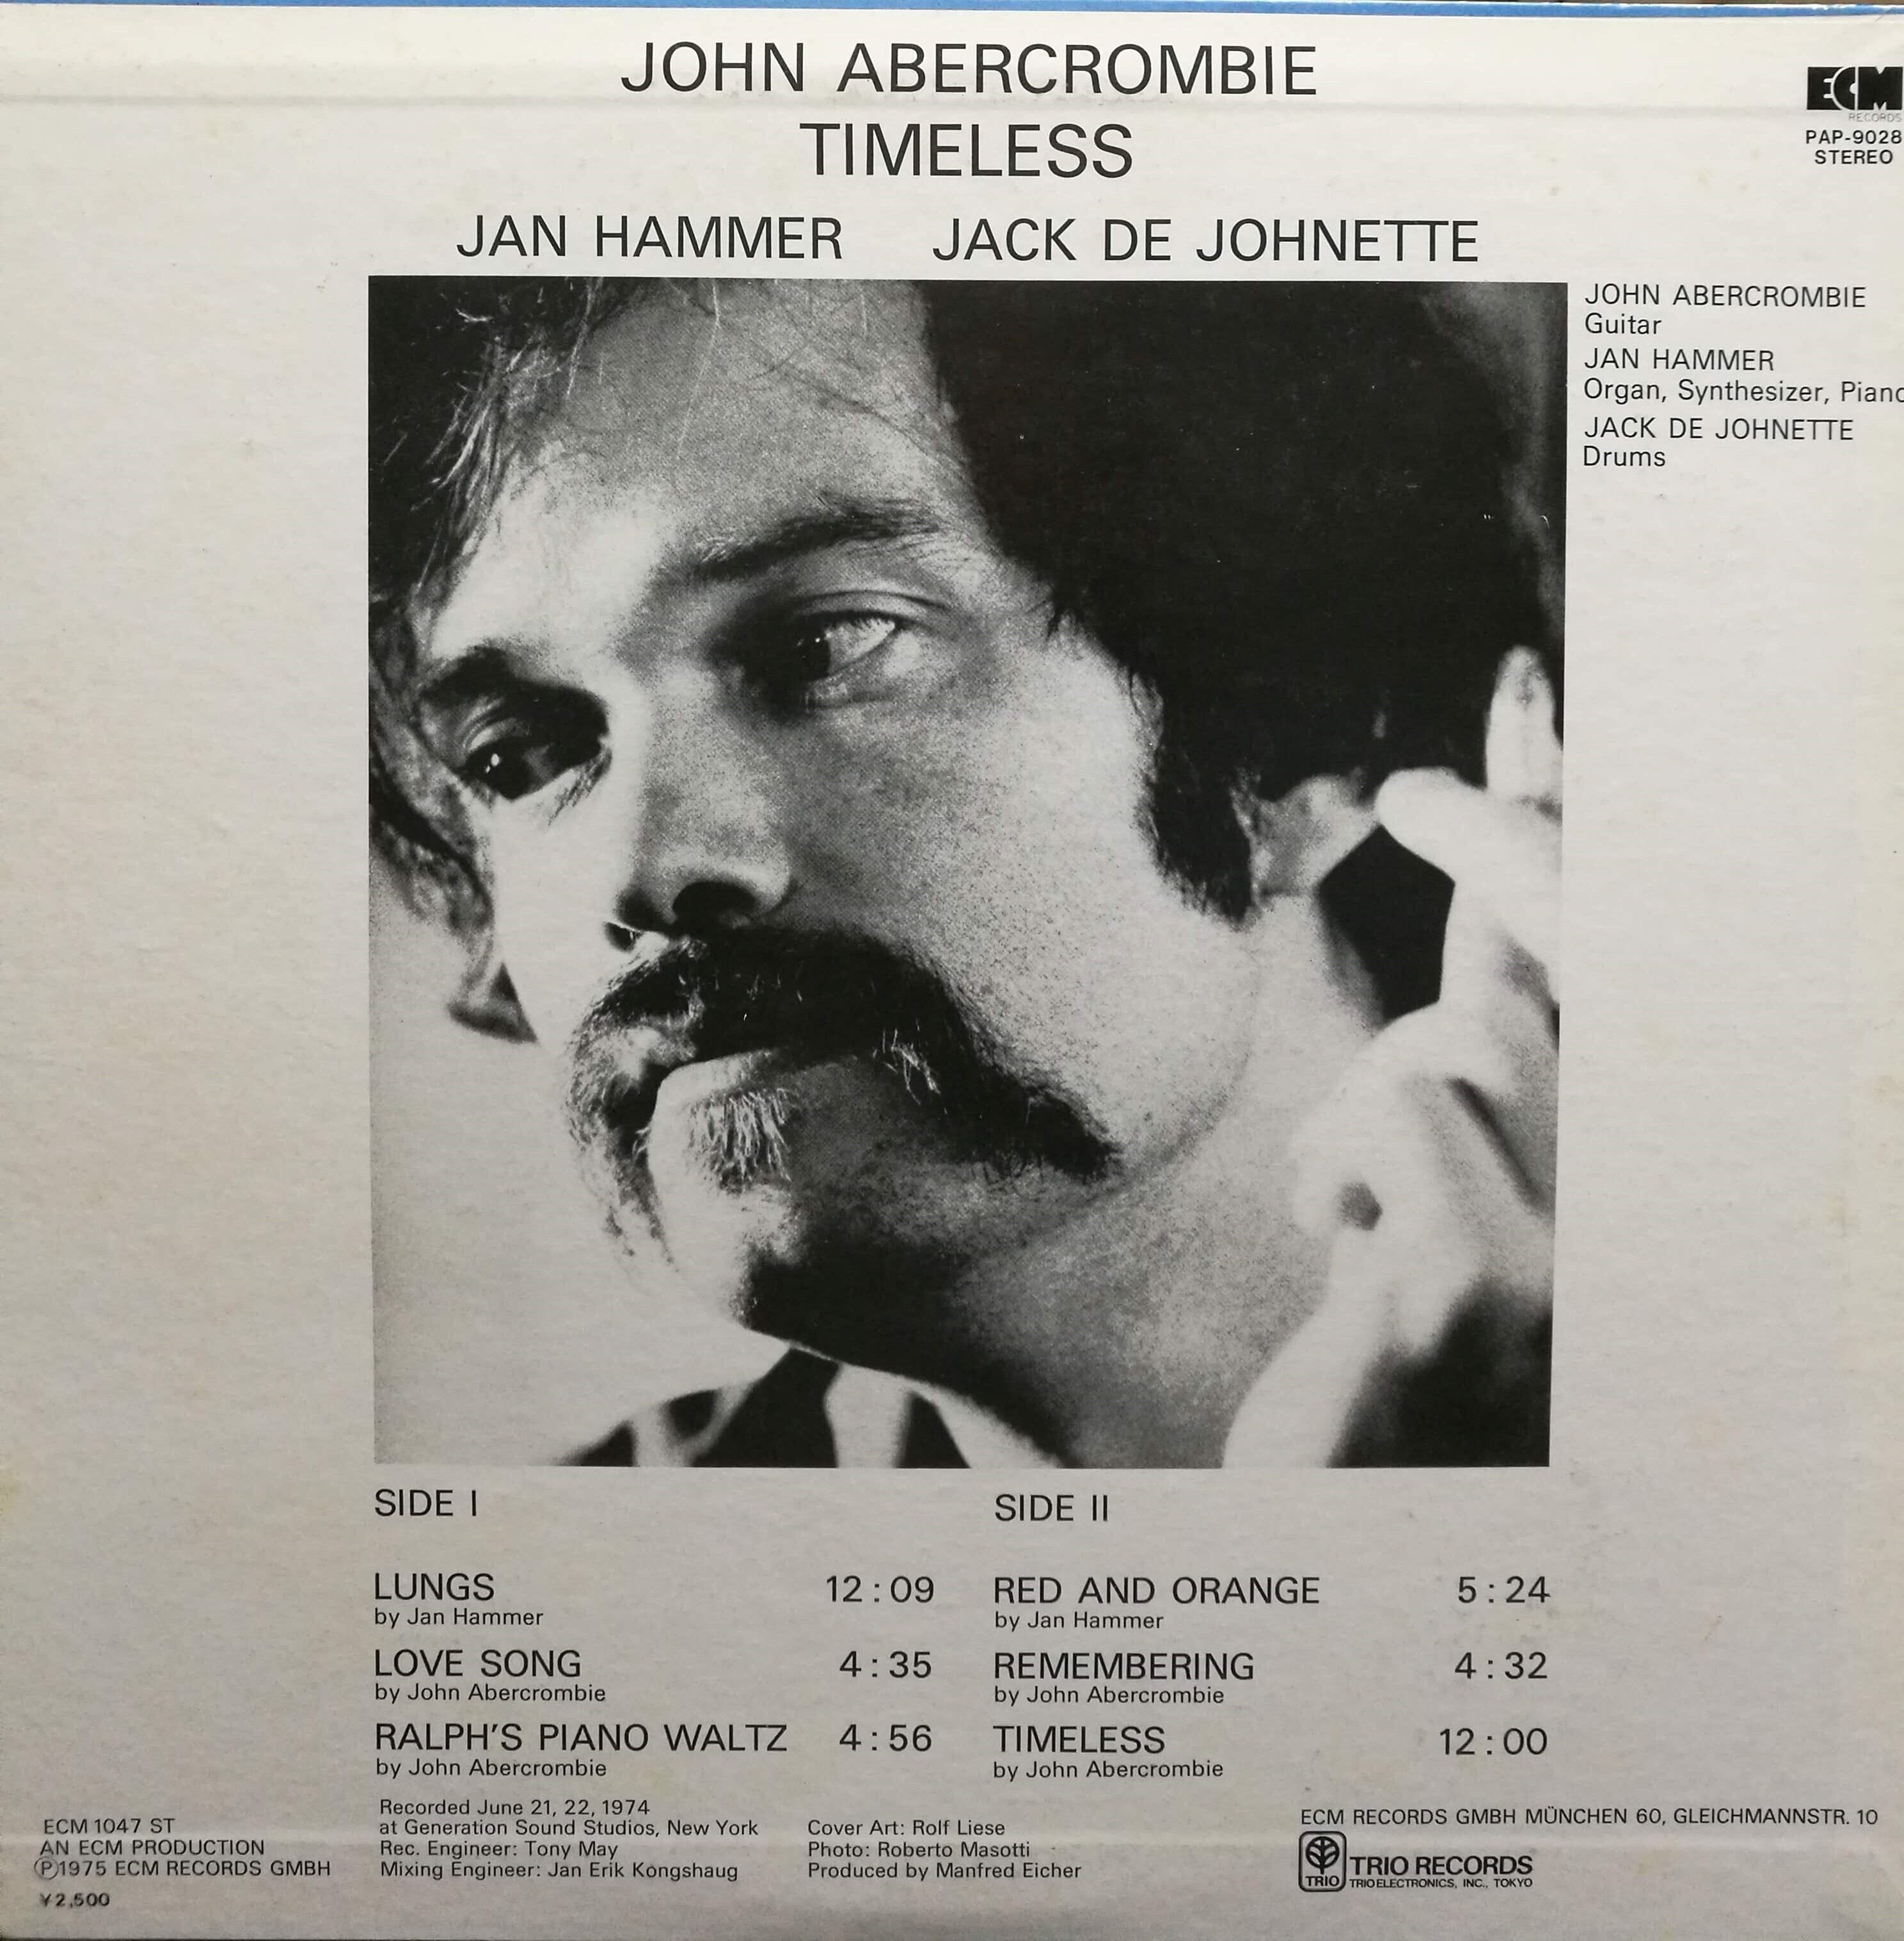 JOHN ABERCROMBIE
TIMELESS
JAN HAMMER JACK DE JOHNETTE
ECM
RECORDS
PAP-9028
STEREO
JOHN ABERCROMBIE
Guitar
JAN HAMMER
Organ, Synthesizer, Piano
JACK DE JOHNETTE
Drums
SIDE I
LUNGS 12:09
by Jan Hammer
LOVE SONG 4:35
by John Abercrombie
RALPH'S PIANO WALTZ 4:56
by John Abercrombie
SIDE II
RED AND ORANGE 5:24
by Jan Hammer
REMEMBERING 4:32
by John Abercrombie
TIMELESS 12:00
by John Abercrombie
ECM 1047 ST
AN ECM PRODUCTION
Ⓟ1975 ECM RECORDS GMBH
¥2,500
Recorded June 21, 22, 1974
at Generation Sound Studios, New York
Rec. Engineer: Tony May
Mixing Engineer: Jan Erik Kongshaug
Cover Art: Rolf Liese
Photo: Roberto Masotti
Produced by Manfred Eicher
ECM RECORDS GMBH MÜNCHEN 60, GLEICHMANNSTR. 10
TRIO
TRIO RECORDS
TRIO ELECTRONICS, INC., TOKYO